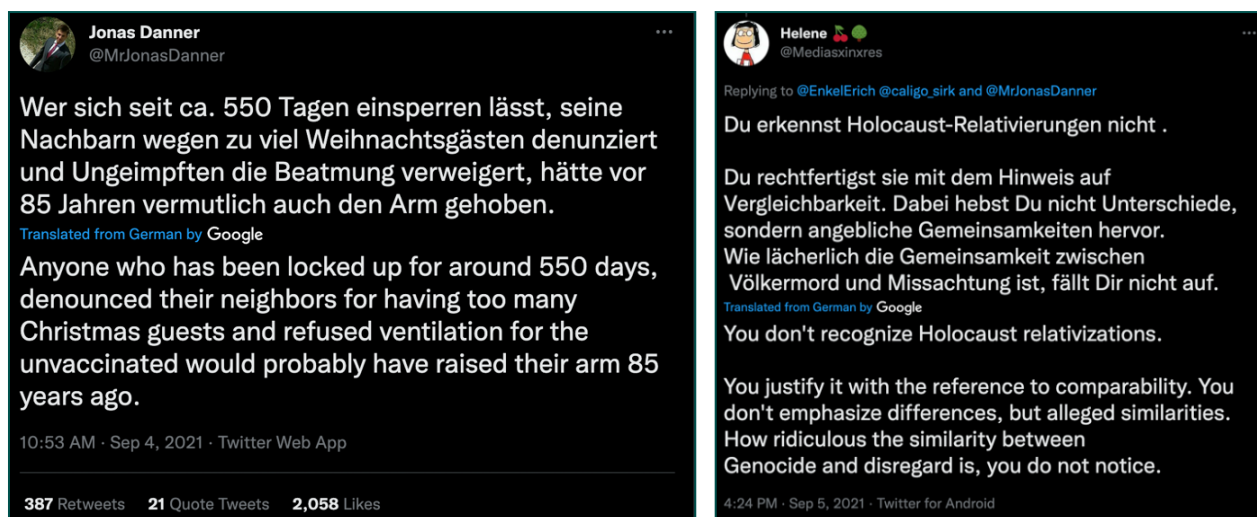 Jonas Danner
@MrJonasDanner
Wer sich seit ca. 550 Tagen einsperren lässt, seine
Nachbarn wegen zu viel Weihnachtsgästen denunziert
und Ungeimpften die Beatmung verweigert, hätte vor
85 Jahren vermutlich auch den Arm gehoben.
Translated from German by Google
Anyone who has been locked up for around 550 days,
denounced their neighbors for having too many
Christmas guests and refused ventilation for the
unvaccinated would probably have raised their arm 85
years ago.
10:53 AM · Sep 4, 2021 · Twitter Web App
387 Retweets 21 Quote Tweets 2,058 Likes
Helene 🍒🌳
@Mediasxinxres
Replying to @EnkelErich @caligo_sirk and @MrJonasDanner
Du erkennst Holocaust-Relativierungen nicht .
Du rechtfertigst sie mit dem Hinweis auf
Vergleichbarkeit. Dabei hebst Du nicht Unterschiede,
sondern angebliche Gemeinsamkeiten hervor.
Wie lächerlich die Gemeinsamkeit zwischen
Völkermord und Missachtung ist, fällt Dir nicht auf.
Translated from German by Google
You don't recognize Holocaust relativizations.
You justify it with the reference to comparability. You
don't emphasize differences, but alleged similarities.
How ridiculous the similarity between
Genocide and disregard is, you do not notice.
4:24 PM · Sep 5, 2021 · Twitter for Android